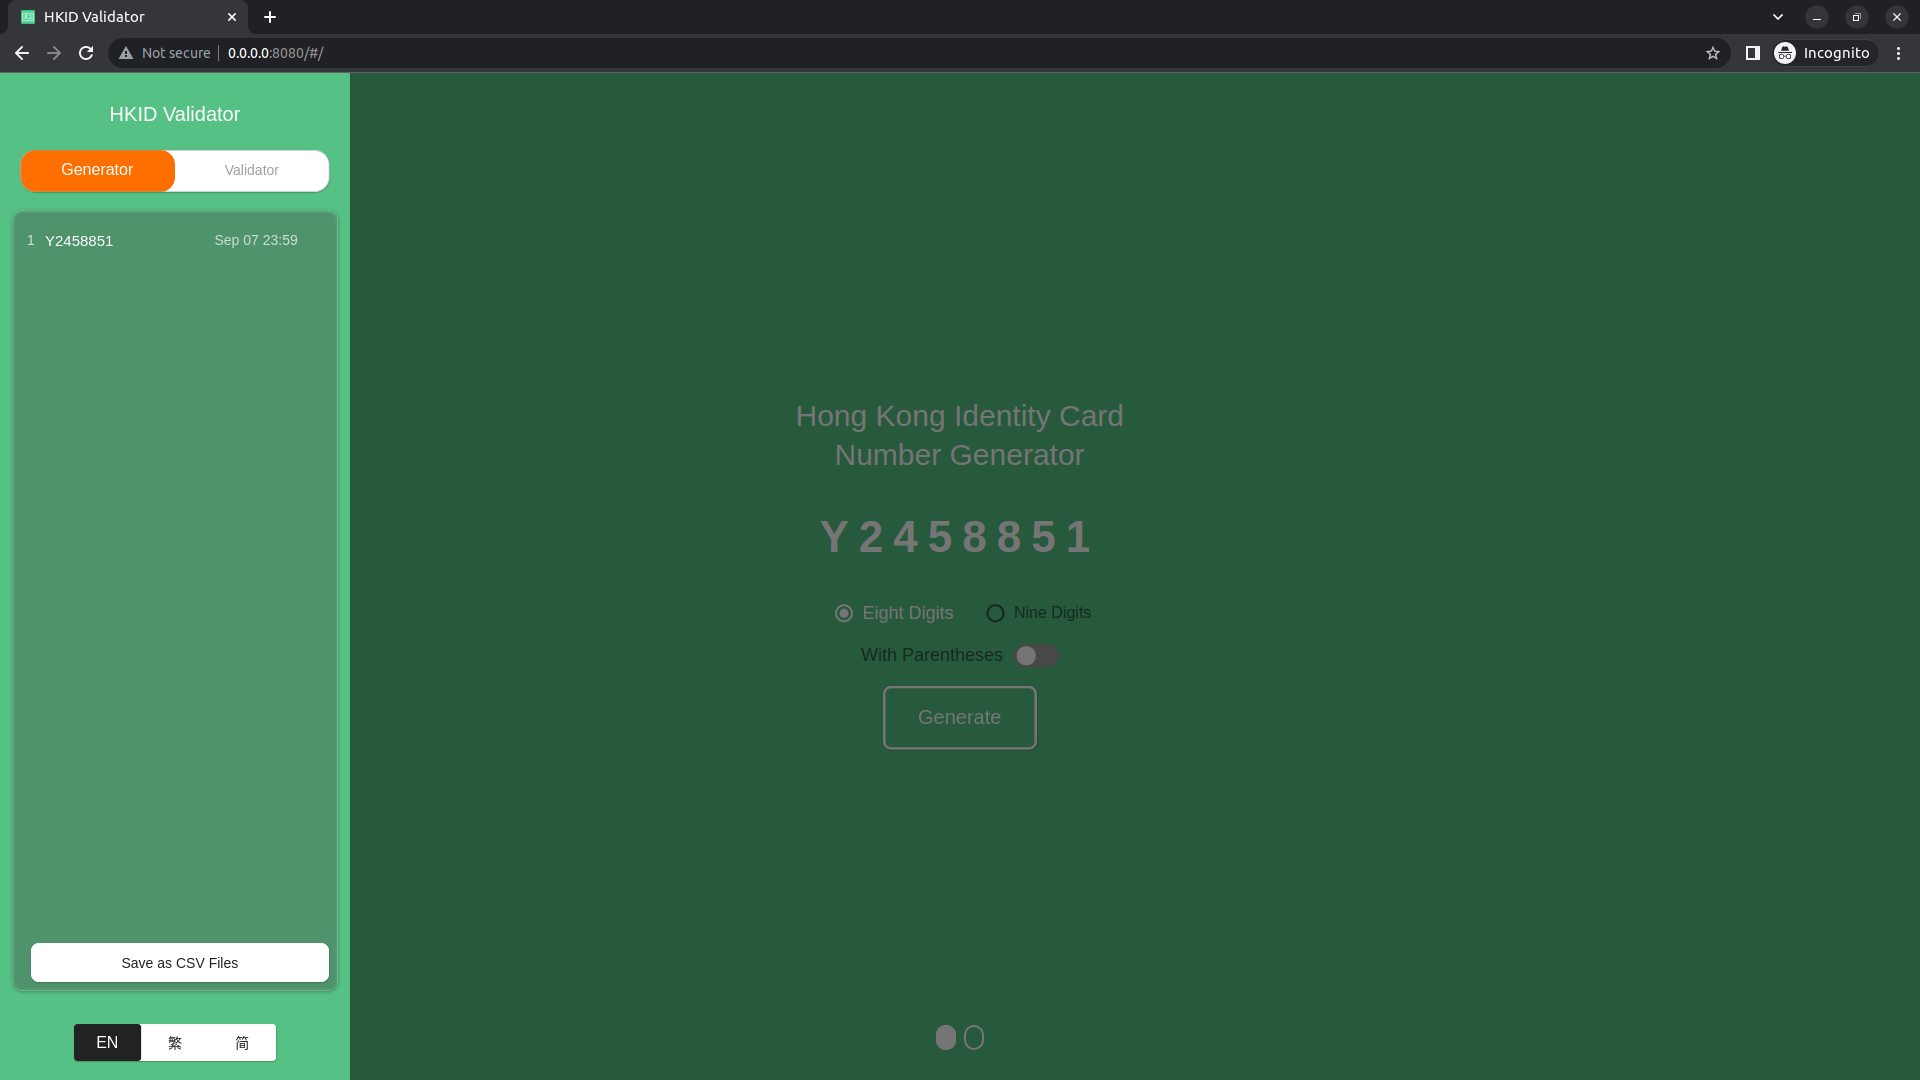 HKID Validator
Not secure
0.0.0.0:8080/#/
Incognito
HKID Validator
Generator
Validator
1 Y2458851 Sep 07 23:59
Save as CSV Files
EN 繁 简
Hong Kong Identity Card
Number Generator
Y2458851
Eight Digits
Nine Digits
With Parentheses
Generate